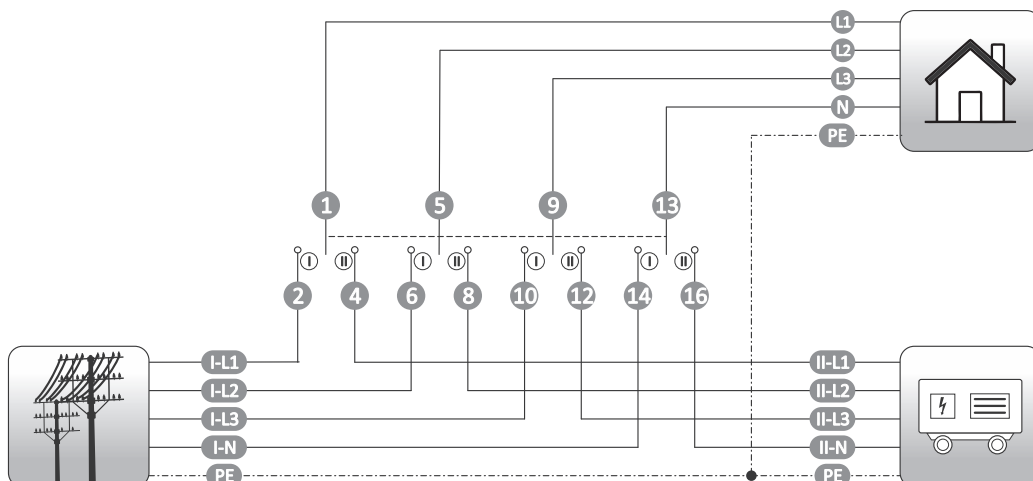 L1
L2
L3
N
PE
1 5 9 13
I II I II I II I II
2 4 6 8 10 12 14 16
I-L1 II-L1
I-L2 II-L2
I-L3 II-L3
I-N II-N
PE PE